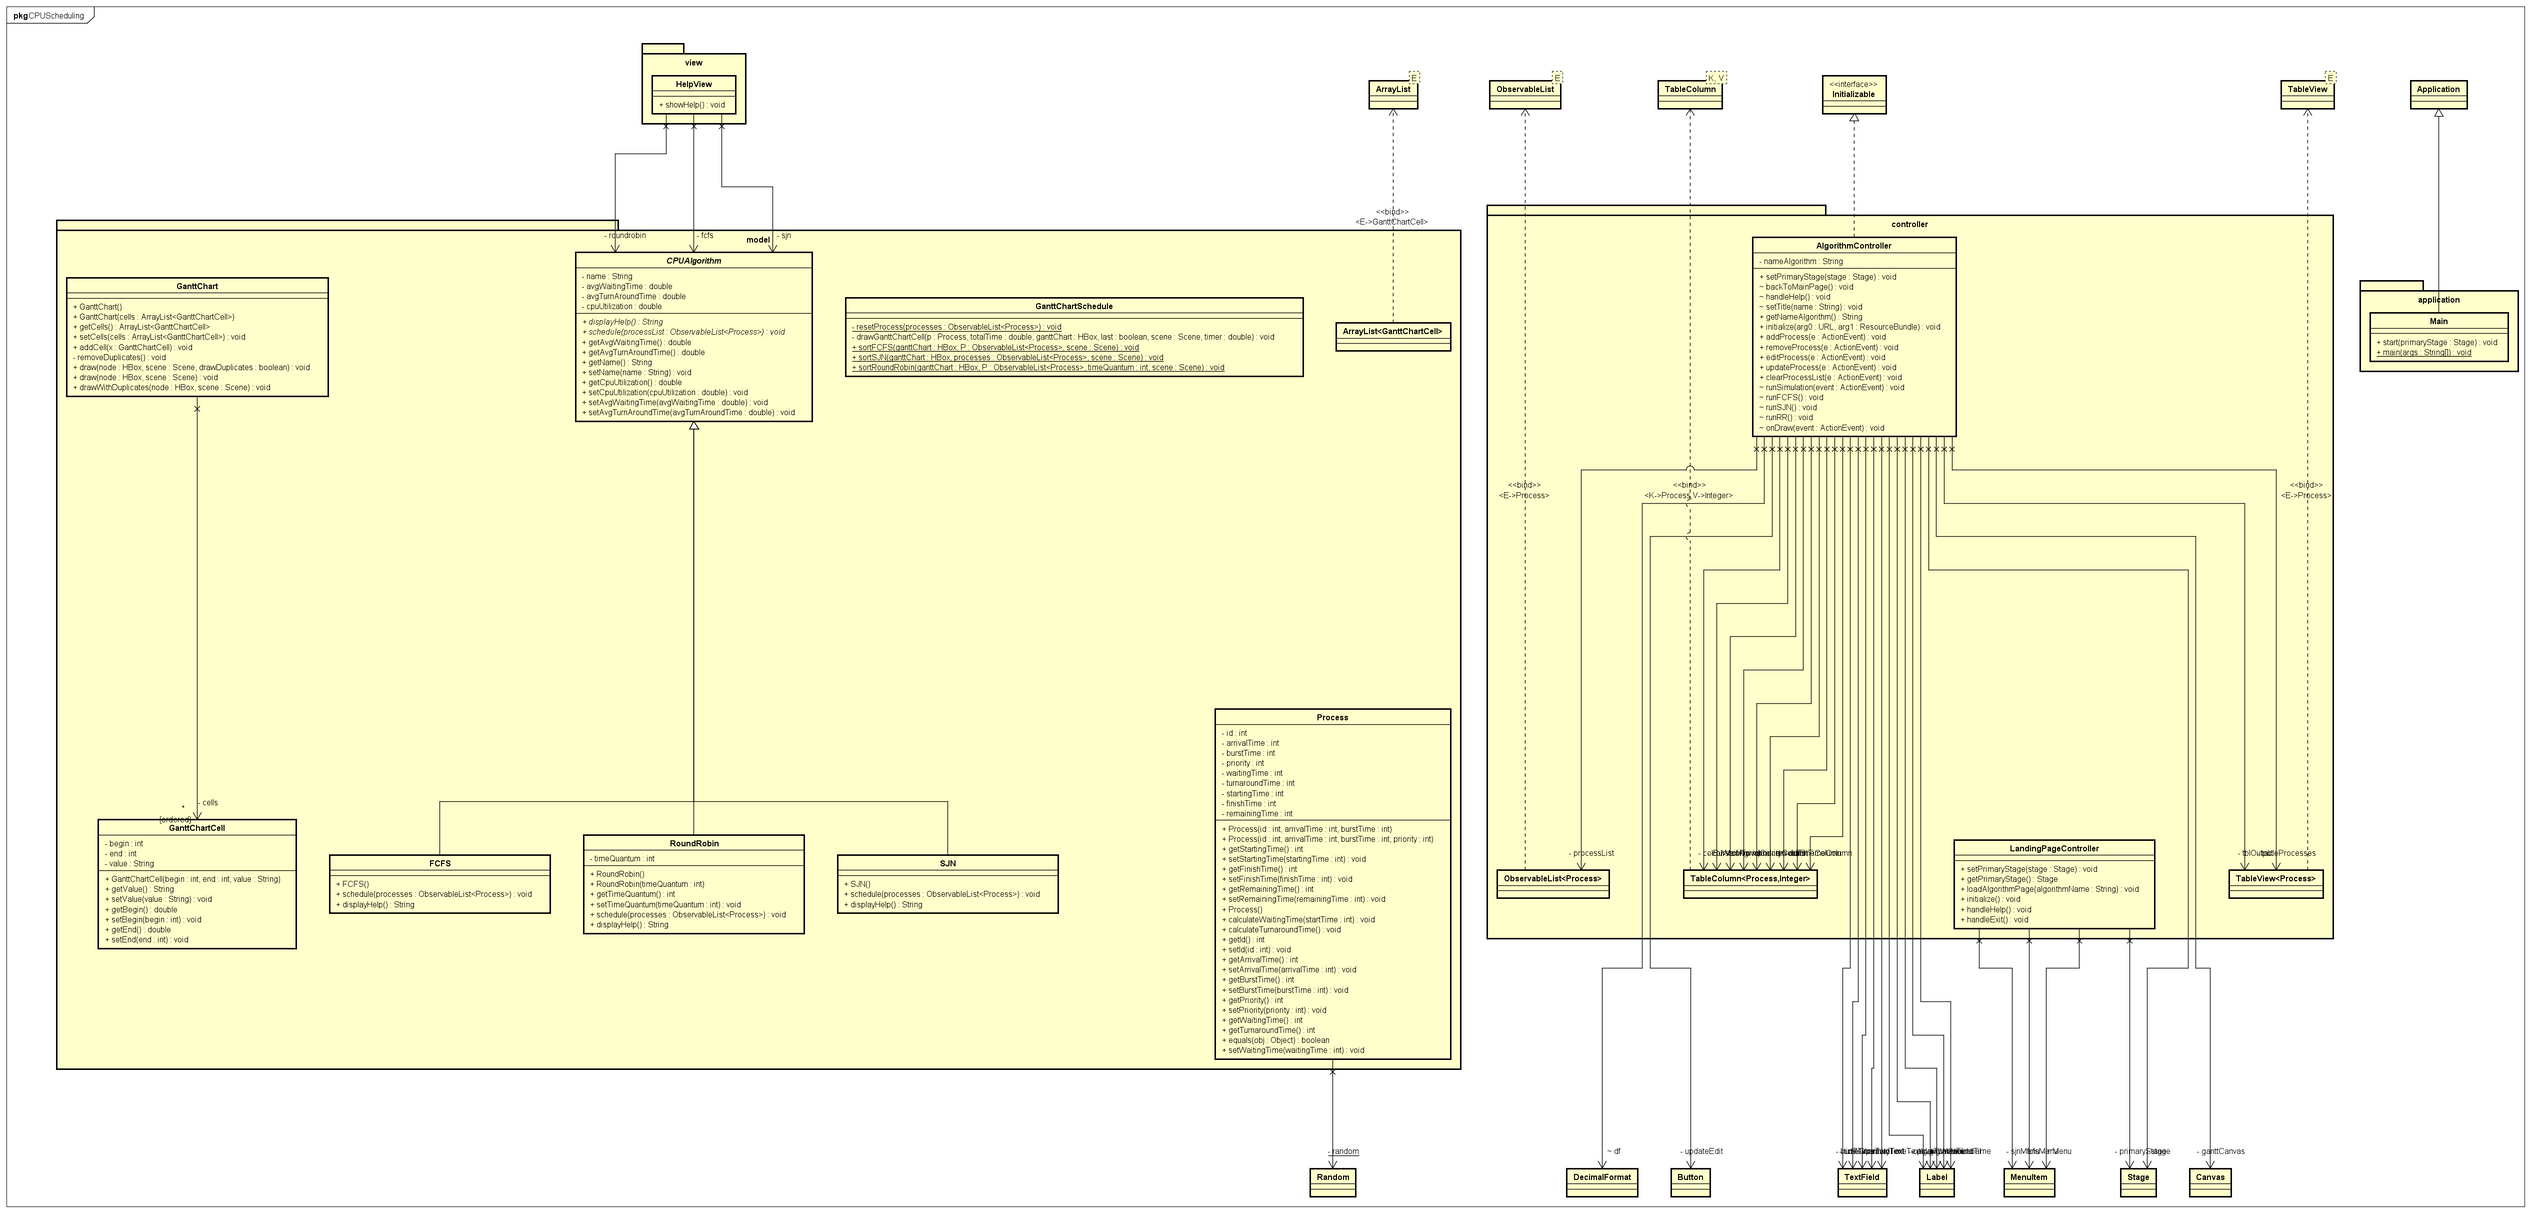 pkg CPUScheduling
view
HelpView
+ showHelp() : void
- roundrobin
- fcfs
- sjn
model
GanttChart
+ GanttChart()
+ GanttChart(cells : ArrayList<GanttChartCell>)
+ getCells() : ArrayList<GanttChartCell>
+ setCells(cells : ArrayList<GanttChartCell>) : void
+ addCell(x : GanttChartCell) : void
- removeDuplicates() : void
+ draw(node : HBox, scene : Scene, drawDuplicates : boolean) : void
+ draw(node : HBox, scene : Scene) : void
+ drawWithDuplicates(node : HBox, scene : Scene) : void
CPUAlgorithm
- name : String
- avgWaitingTime : double
- avgTurnAroundTime : double
- cpuUtilization : double
+ displayHelp() : String
+ schedule(processList : ObservableList<Process>) : void
+ getAvgWaitingTime() : double
+ getAvgTurnAroundTime() : double
+ getName() : String
+ setName(name : String) : void
+ getCpuUtilization() : double
+ setCpuUtilization(cpuUtilization : double) : void
+ setAvgWaitingTime(avgWaitingTime : double) : void
+ setAvgTurnAroundTime(avgTurnAroundTime : double) : void
GanttChartSchedule
- resetProcess(processes : ObservableList<Process>) : void
- drawGanttChartCell(p : Process, totalTime : double, ganttChart : HBox, last : boolean, scene : Scene, timer : double) : void
+ sortFCFS(ganttChart : HBox, P : ObservableList<Process>, scene : Scene) : void
+ sortSJN(ganttChart : HBox, processes : ObservableList<Process>, scene : Scene) : void
+ sortRoundRobin(ganttChart : HBox, P : ObservableList<Process>, timeQuantum : int, scene : Scene) : void
E
ArrayList
<<bind>>
<E->GanttChartCell>
ArrayList<GanttChartCell>
*
- cells
{ordered}
GanttChartCell
- begin : int
- end : int
- value : String
+ GanttChartCell(begin : int, end : int, value : String)
+ getValue() : String
+ setValue(value : String) : void
+ getBegin() : double
+ setBegin(begin : int) : void
+ getEnd() : double
+ setEnd(end : int) : void
FCFS
+ FCFS()
+ schedule(processes : ObservableList<Process>) : void
+ displayHelp() : String
RoundRobin
- timeQuantum : int
+ RoundRobin()
+ RoundRobin(timeQuantum : int)
+ getTimeQuantum() : int
+ setTimeQuantum(timeQuantum : int) : void
+ schedule(processes : ObservableList<Process>) : void
+ displayHelp() : String
SJN
+ SJN()
+ schedule(processes : ObservableList<Process>) : void
+ displayHelp() : String
Process
- id : int
- arrivalTime : int
- burstTime : int
- priority : int
- waitingTime : int
- turnaroundTime : int
- startingTime : int
- finishTime : int
- remainingTime : int
+ Process(id : int, arrivalTime : int, burstTime : int)
+ Process(id : int, arrivalTime : int, burstTime : int, priority : int)
+ getStartingTime() : int
+ setStartingTime(startingTime : int) : void
+ getFinishTime() : int
+ setFinishTime(finishTime : int) : void
+ getRemainingTime() : int
+ setRemainingTime(remainingTime : int) : void
+ Process()
+ calculateWaitingTime(startTime : int) : void
+ calculateTurnaroundTime() : void
+ getId() : int
+ setId(id : int) : void
+ getArrivalTime() : int
+ setArrivalTime(arrivalTime : int) : void
+ getBurstTime() : int
+ setBurstTime(burstTime : int) : void
+ getPriority() : int
+ setPriority(priority : int) : void
+ getWaitingTime() : int
+ getTurnaroundTime() : int
+ equals(obj : Object) : boolean
+ setWaitingTime(waitingTime : int) : void
- random
Random
E
ObservableList
K, V
TableColumn
<<interface>>
Initializable
E
TableView
Application
controller
AlgorithmController
- nameAlgorithm : String
+ setPrimaryStage(stage : Stage) : void
~ backToMainPage() : void
~ handleHelp() : void
~ setTitle(name : String) : void
+ getNameAlgorithm() : String
+ initialize(arg0 : URL, arg1 : ResourceBundle) : void
+ addProcess(e : ActionEvent) : void
+ removeProcess(e : ActionEvent) : void
+ editProcess(e : ActionEvent) : void
+ updateProcess(e : ActionEvent) : void
+ clearProcessList(e : ActionEvent) : void
~ runSimulation(event : ActionEvent) : void
~ runFCFS() : void
~ runSJN() : void
~ runRR() : void
~ onDraw(event : ActionEvent) : void
<<bind>>
<E->Process>
<<bind>>
<K->Process,V->Integer>
<<bind>>
<E->Process>
application
Main
+ start(primaryStage : Stage) : void
+ main(args : String[]) : void
- processList
ObservableList<Process>
TableColumn<Process,Integer>
LandingPageController
+ setPrimaryStage(stage : Stage) : void
+ getPrimaryStage() : Stage
+ loadAlgorithmPage(algorithmName : String) : void
+ initialize() : void
+ handleHelp() : void
+ handleExit() : void
TableView<Process>
~ df
DecimalFormat
- updateEdit
Button
TextField
Label
MenuItem
Stage
- ganttCanvas
Canvas